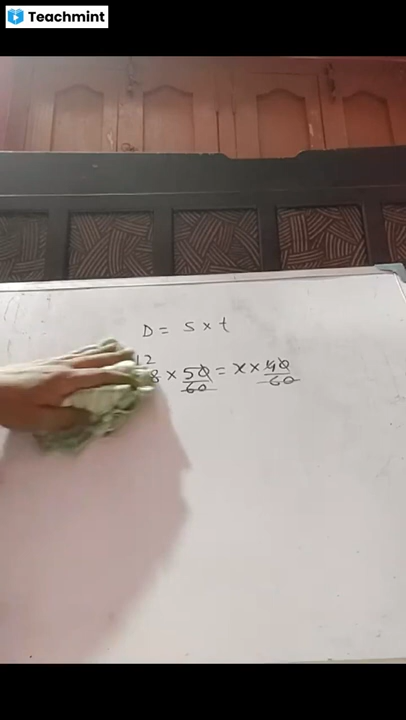 Teachmint
D = S × t
12
8 × 50/60 = x × 40/60